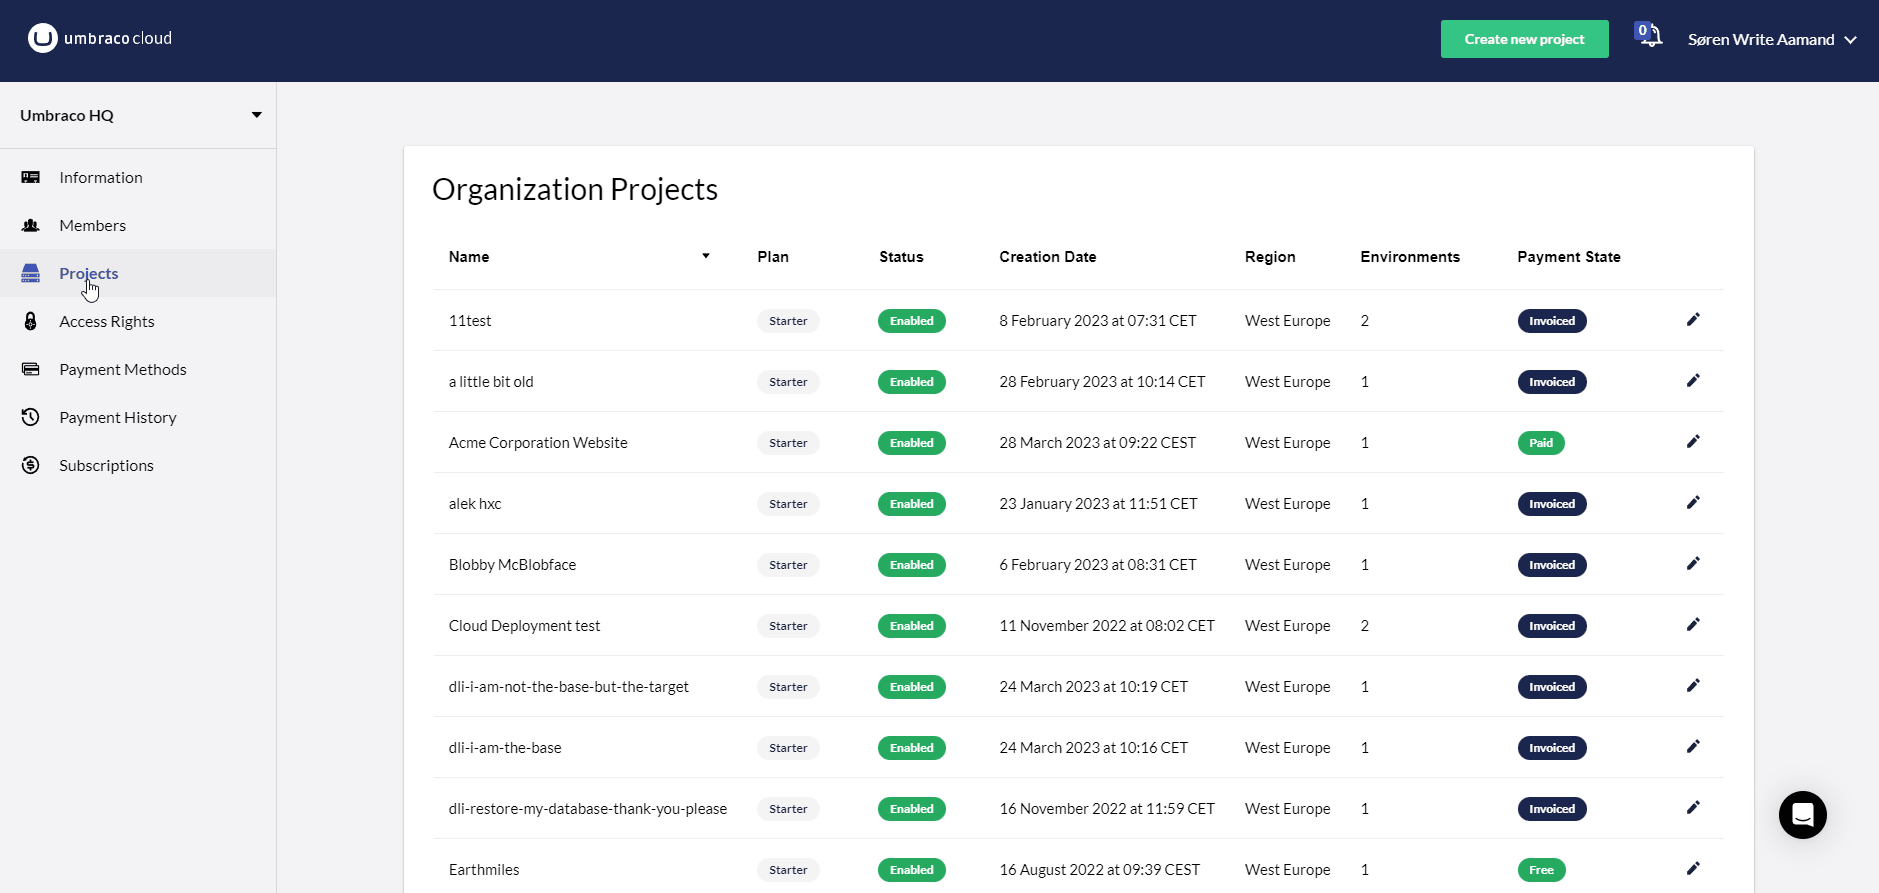 umbraco cloud
Create new project
0
Søren Write Aamand
Umbraco HQ
Information
Members
Projects
Access Rights
Payment Methods
Payment History
Subscriptions
Organization Projects
Name Plan Status Creation Date Region Environments Payment State
11test Starter Enabled 8 February 2023 at 07:31 CET West Europe 2 Invoiced
a little bit old Starter Enabled 28 February 2023 at 10:14 CET West Europe 1 Invoiced
Acme Corporation Website Starter Enabled 28 March 2023 at 09:22 CEST West Europe 1 Paid
alek hxc Starter Enabled 23 January 2023 at 11:51 CET West Europe 1 Invoiced
Blobby McBlobface Starter Enabled 6 February 2023 at 08:31 CET West Europe 1 Invoiced
Cloud Deployment test Starter Enabled 11 November 2022 at 08:02 CET West Europe 2 Invoiced
dli-i-am-not-the-base-but-the-target Starter Enabled 24 March 2023 at 10:19 CET West Europe 1 Invoiced
dli-i-am-the-base Starter Enabled 24 March 2023 at 10:16 CET West Europe 1 Invoiced
dli-restore-my-database-thank-you-please Starter Enabled 16 November 2022 at 11:59 CET West Europe 1 Invoiced
Earthmiles Starter Enabled 16 August 2022 at 09:39 CEST West Europe 1 Free